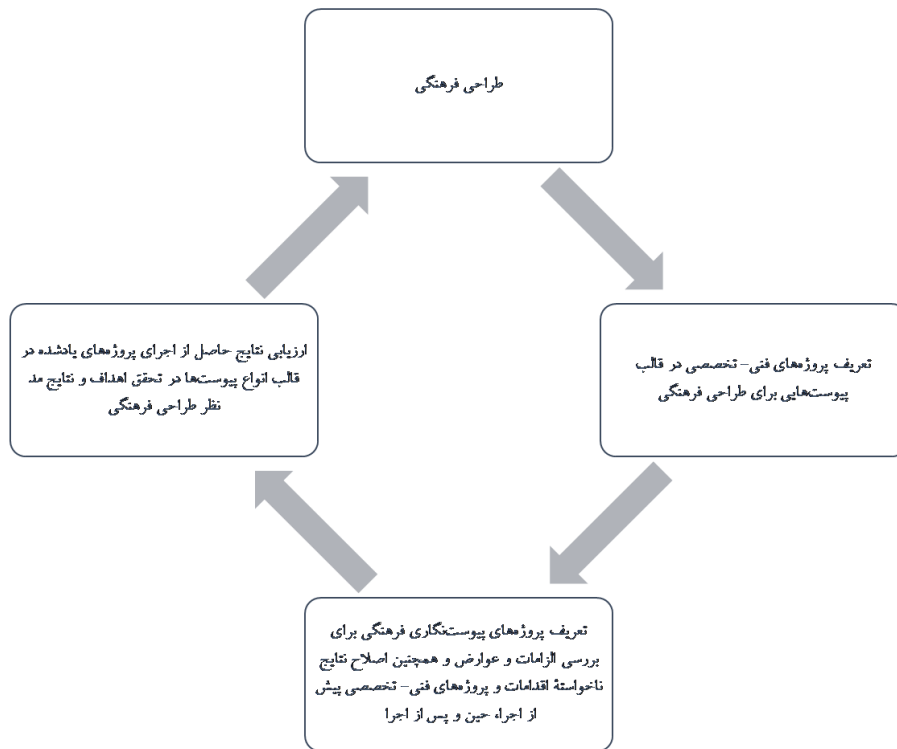 طراحی فرهنگی
تعریف پروژه‌های فنی– تخصصی در قالب
پیوست‌هایی برای طراحی فرهنگی
تعریف پروژه‌های پیوست‌نگاری فرهنگی برای
بررسی الزامات و عوارض و همچنین اصلاح نتایج
ناخواستهٔ اقدامات و پروژه‌های فنی– تخصصی پیش
از اجرا، حین و پس از اجرا
ارزیابی نتایج حاصل از اجرای پروژه‌های یادشده در
قالب انواع پیوست‌ها در تحقق اهداف و نتایج مد
نظر طراحی فرهنگی